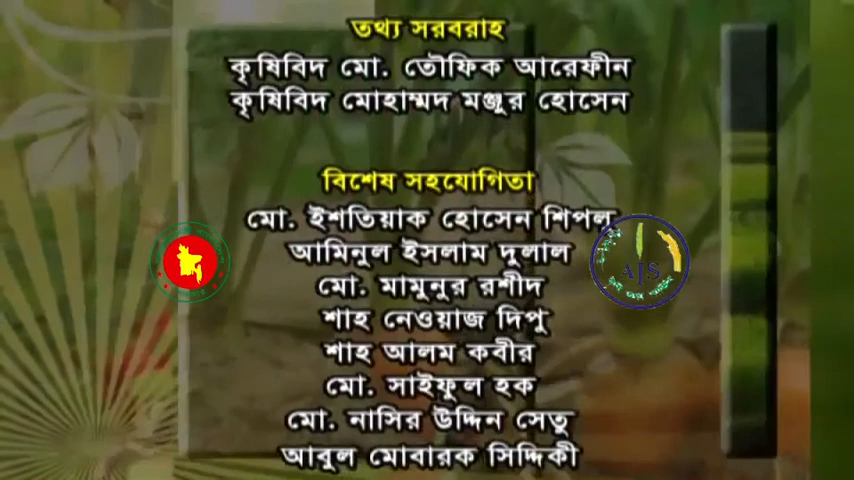 তথ্য সরবরাহ
কৃষিবিদ মো. তৌফিক আরেফীন
কৃষিবিদ মোহাম্মদ মঞ্জুর হোসেন
বিশেষ সহযোগিতা
মো. ইশতিয়াক হোসেন শিপলু
আমিনুল ইসলাম দুলাল
মো. মামুনুর রশীদ
শাহ নেওয়াজ দিপু
শাহ আলম কবীর
মো. সাইফুল হক
মো. নাসির উদ্দিন সেতু
আবুল মোবারক সিদ্দিকী
AIS